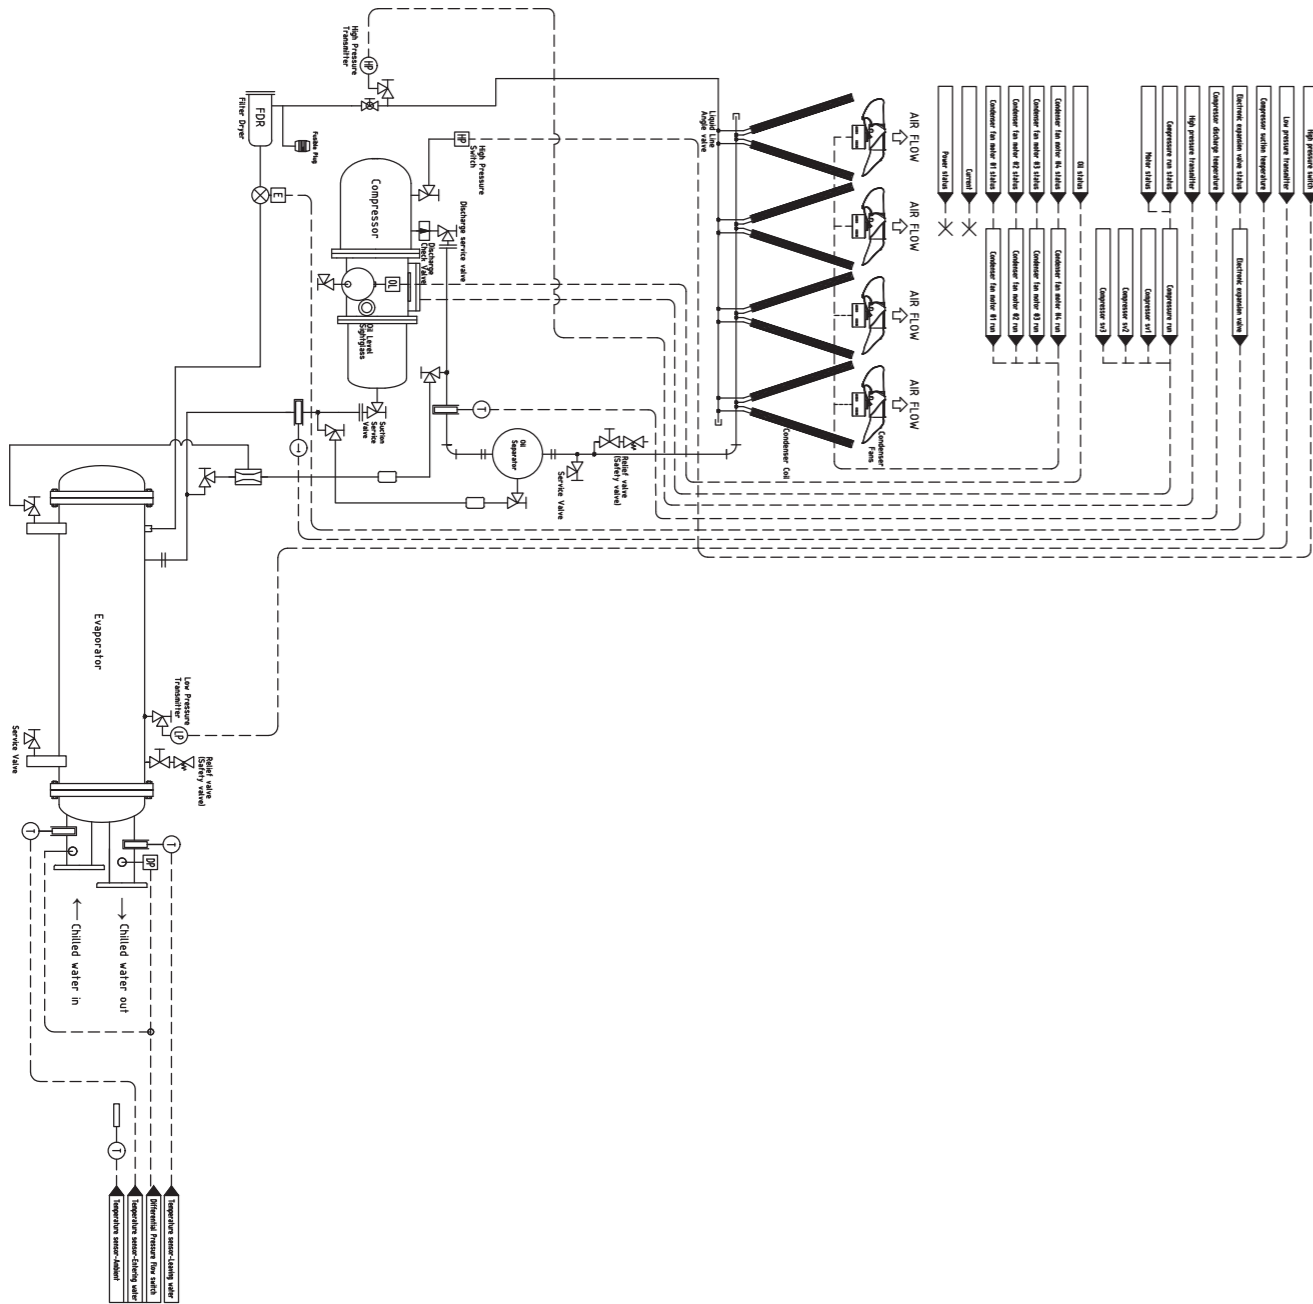 High Pressure
Transmitter
HP
FDR
Filter Dryer
Fusible Plug
E
HP
High Pressure
Switch
Compressor
Discharge service valve
Discharge
Check Valve
OL
Oil Level
Sightglass
Suction
Service
Valve
T
T
Oil
Separator
Service Valve
Relief valve
(Safety valve)
Liquid Line
Angle valve
Condenser Coil
Condenser
Fans
AIR FLOW
AIR FLOW
AIR FLOW
AIR FLOW
Power status
Current
Condenser fan motor 01 status
Condenser fan motor 02 status
Condenser fan motor 03 status
Condenser fan motor 04 status
Oil status
Condenser fan motor 01 run
Condenser fan motor 02 run
Condenser fan motor 03 run
Condenser fan motor 04 run
Motor status
Compressor run status
High pressure transmitter
Compressor discharge temperature
Electronic expansion valve status
Compressor suction temperature
Low pressure transmitter
High pressure switch
Compressor sv3
Compressor sv2
Compressor sv1
Compressure run
Electronic expansion valve
Evaporator
Low Pressure
Transmitter
LP
Relief valve
(Safety valve)
Service Valve
T
T
DP
Chilled water in
Chilled water out
T
Temperature sensor-Ambient
Temperature sensor-Entering water
Differential Pressure flow switch
Temperature sensor-Leaving water